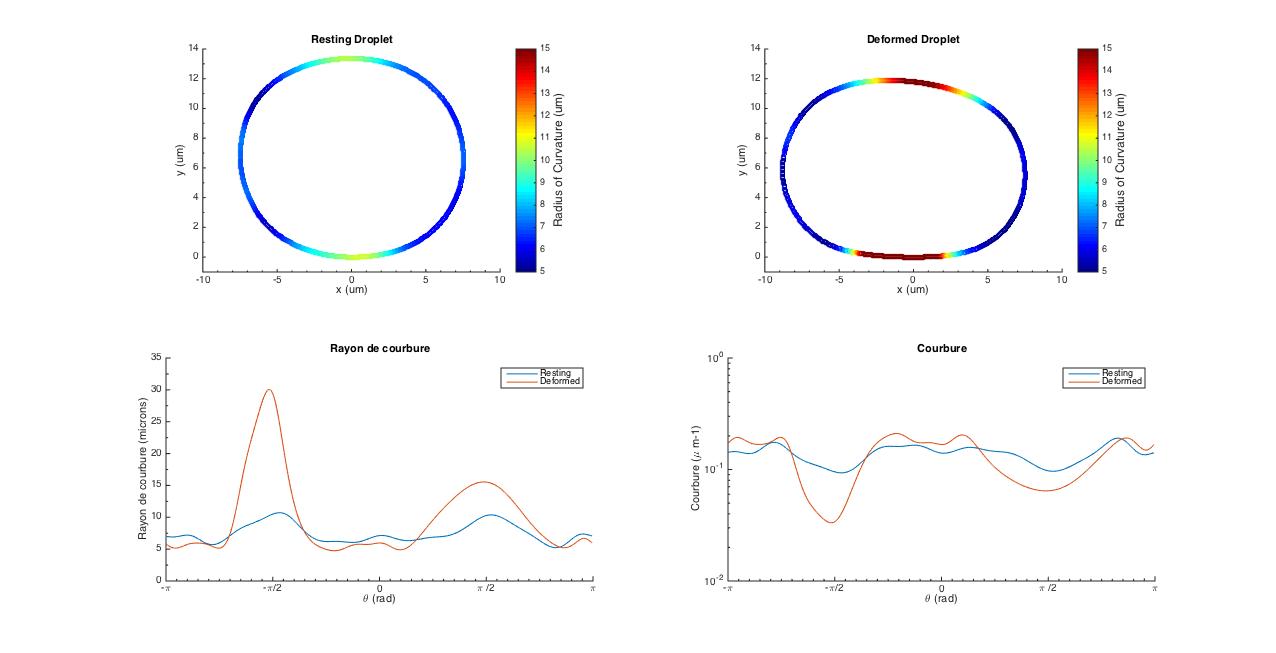 Resting Droplet
14
12
10
8
6
4
2
0
y (um)
-10
-5
0
5
10
x (um)
15
14
13
12
11
10
9
8
7
6
5
Radius of Curvature (um)
Deformed Droplet
14
12
10
8
6
4
2
0
y (um)
-10
-5
0
5
10
x (um)
15
14
13
12
11
10
9
8
7
6
5
Radius of Curvature (um)
Rayon de courbure
35
30
25
20
15
10
5
0
Rayon de courbure (microns)
Resting
Deformed
-π
-π/2
0
π/2
π
θ (rad)
Courbure
10^0
10^-1
10^-2
Courbure (μ m-1)
Resting
Deformed
-π
-π/2
0
π/2
π
θ (rad)